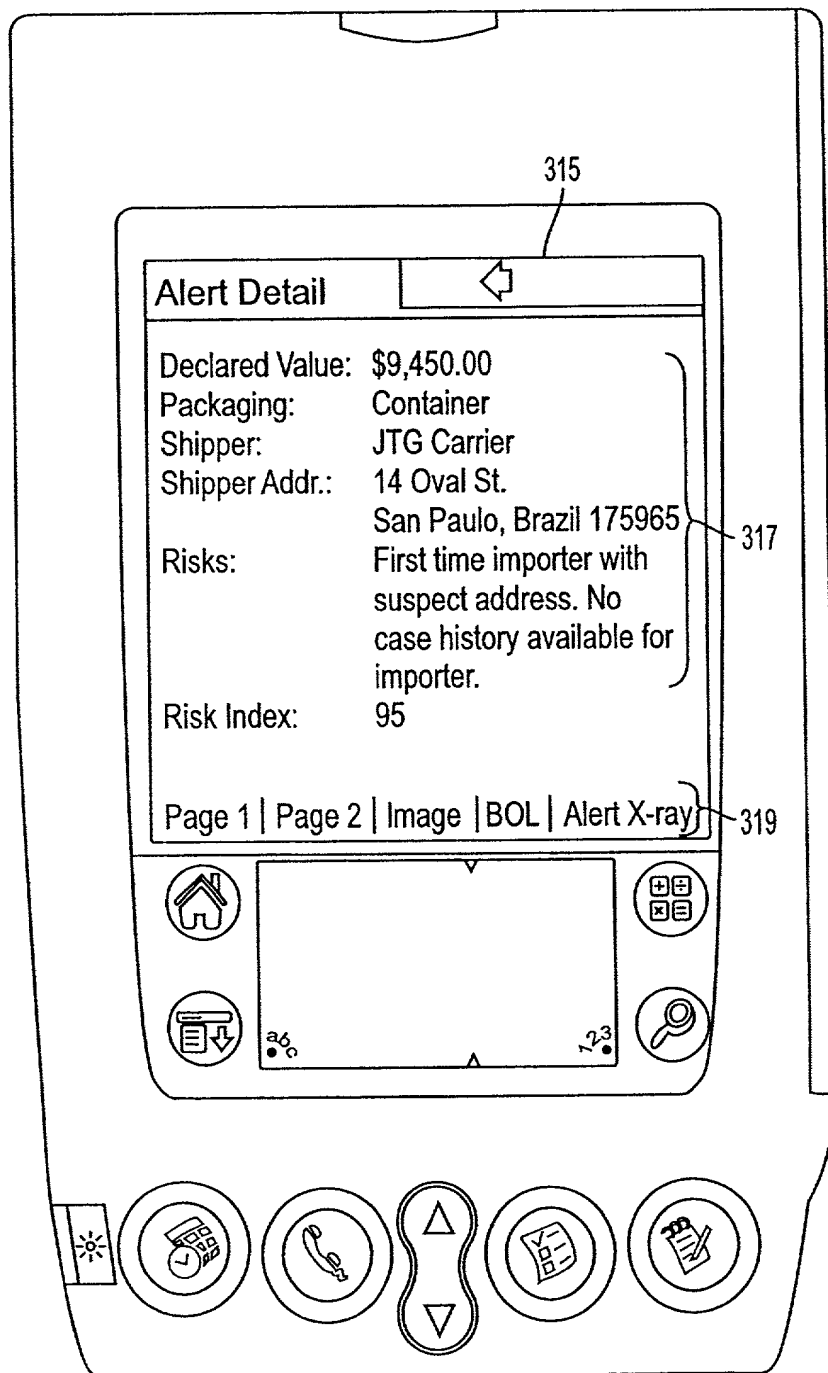 315
Alert Detail
Declared Value: $9,450.00
Packaging: Container
Shipper: JTG Carrier
Shipper Addr.: 14 Oval St.
San Paulo, Brazil 175965
317
Risks: First time importer with
suspect address. No
case history available for
importer.
Risk Index: 95
Page 1 | Page 2 | Image | BOL | Alert X-ray
319
abc
123